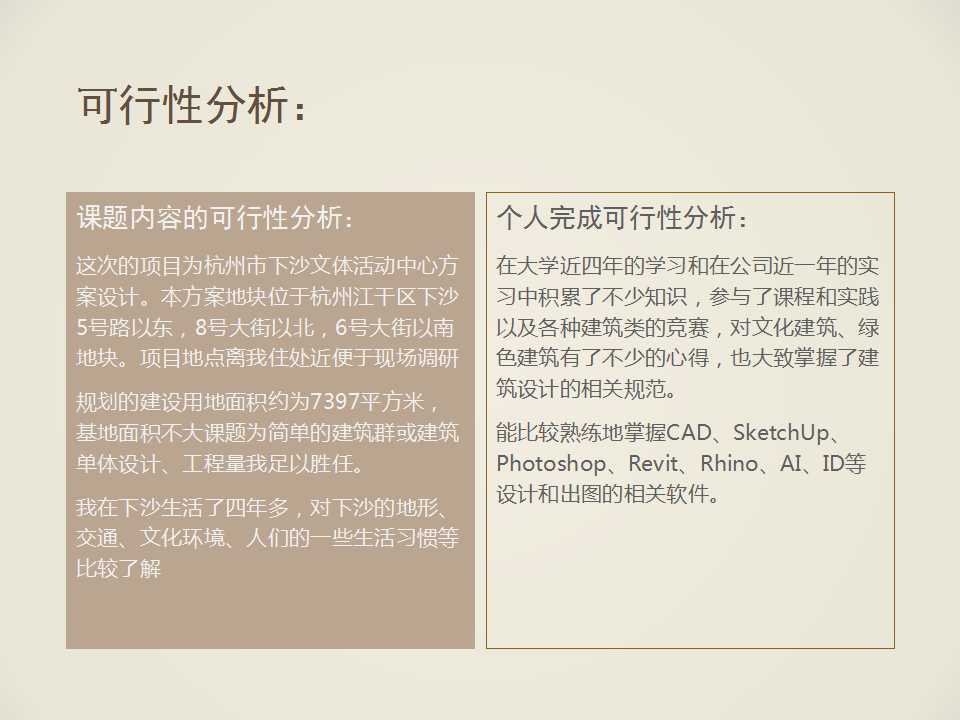 可行性分析：
课题内容的可行性分析：
这次的项目为杭州市下沙文体活动中心方
案设计。本方案地块位于杭州江干区下沙
5号路以东，8号大街以北，6号大街以南
地块。项目地点离我住处近便于现场调研
规划的建设用地面积约为7397平方米，
基地面积不大课题为简单的建筑群或建筑
单体设计、工程量我足以胜任。
我在下沙生活了四年多，对下沙的地形、
交通、文化环境、人们的一些生活习惯等
比较了解
个人完成可行性分析：
在大学近四年的学习和在公司近一年的实
习中积累了不少知识，参与了课程和实践
以及各种建筑类的竞赛，对文化建筑、绿
色建筑有了不少的心得，也大致掌握了建
筑设计的相关规范。
能比较熟练地掌握CAD、SketchUp、
Photoshop、Revit、Rhino、AI、ID等
设计和出图的相关软件。